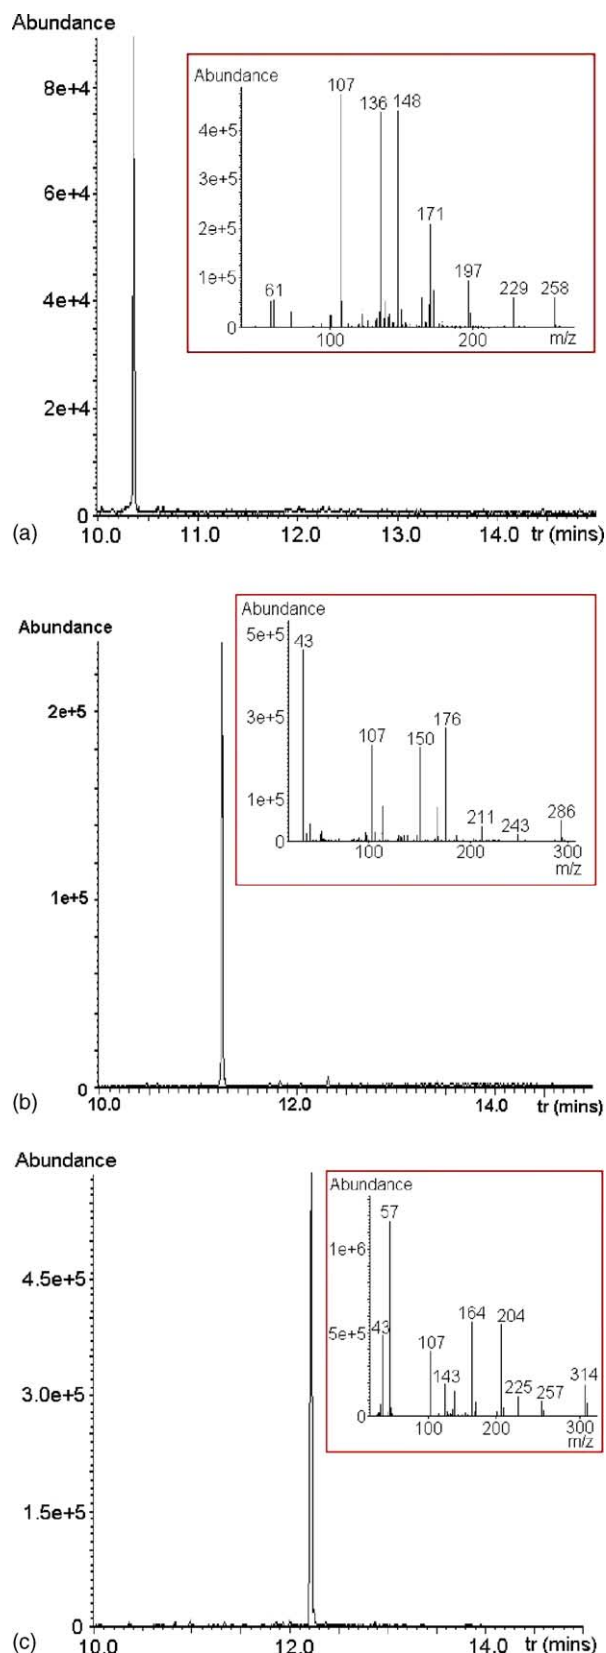 Abundance
8e+4
6e+4
4e+4
2e+4
0
10.0 11.0 12.0 13.0 14.0 tr (mins)
(a)
Abundance
4e+5
3e+5
2e+5
1e+5
0
61 107 136 148 171 197 229 258
100 200 m/z
Abundance
2e+5
1e+5
0
10.0 12.0 14.0 tr (mins)
(b)
Abundance
5e+5
3e+5
1e+5
0
43 107 150 176 211 243 286
100 200 300
m/z
Abundance
4.5e+5
3.0e+5
1.5e+5
0
10.0 12.0 14.0 tr (mins)
(c)
Abundance
1e+6
5e+5
0
43 57 107 143 164 204 225 257 314
100 200 300
m/z